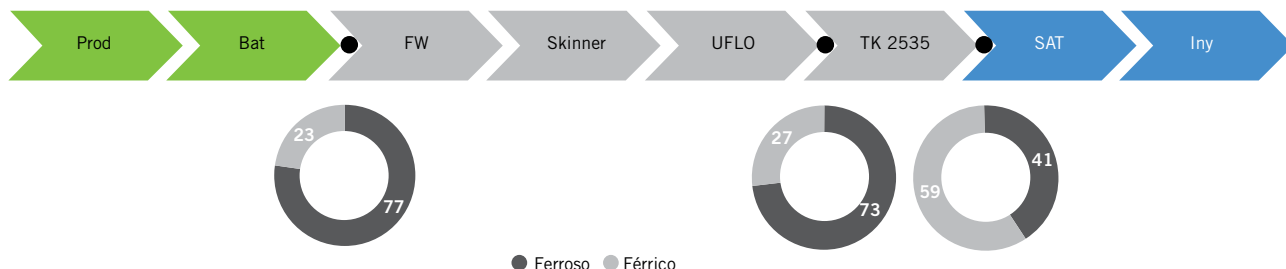 Prod Bat FW Skinner UFLO TK 2535 SAT Iny
23 77
27 73
59 41
Ferroso Férrico